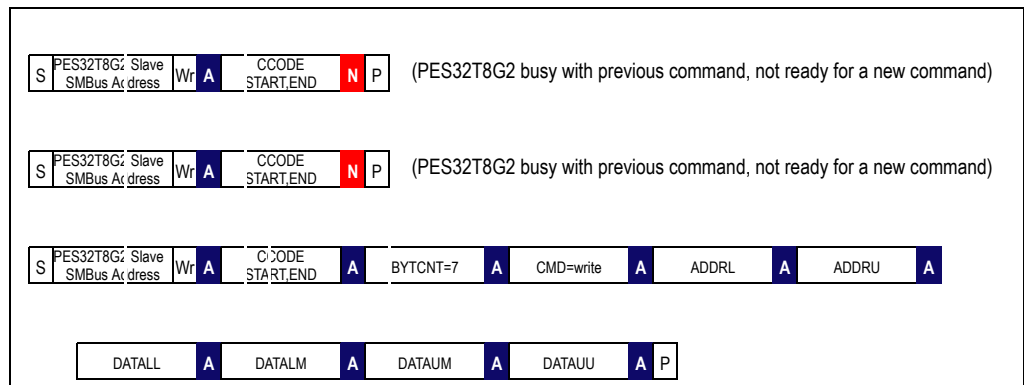 S PES32T8G2 Slave SMBus Address Wr A CCODE START,END N P (PES32T8G2 busy with previous command, not ready for a new command)
S PES32T8G2 Slave SMBus Address Wr A CCODE START,END N P (PES32T8G2 busy with previous command, not ready for a new command)
S PES32T8G2 Slave SMBus Address Wr A CCODE START,END A BYTCNT=7 A CMD=write A ADDRL A ADDRU A
DATALL A DATALM A DATAUM A DATAUU A P